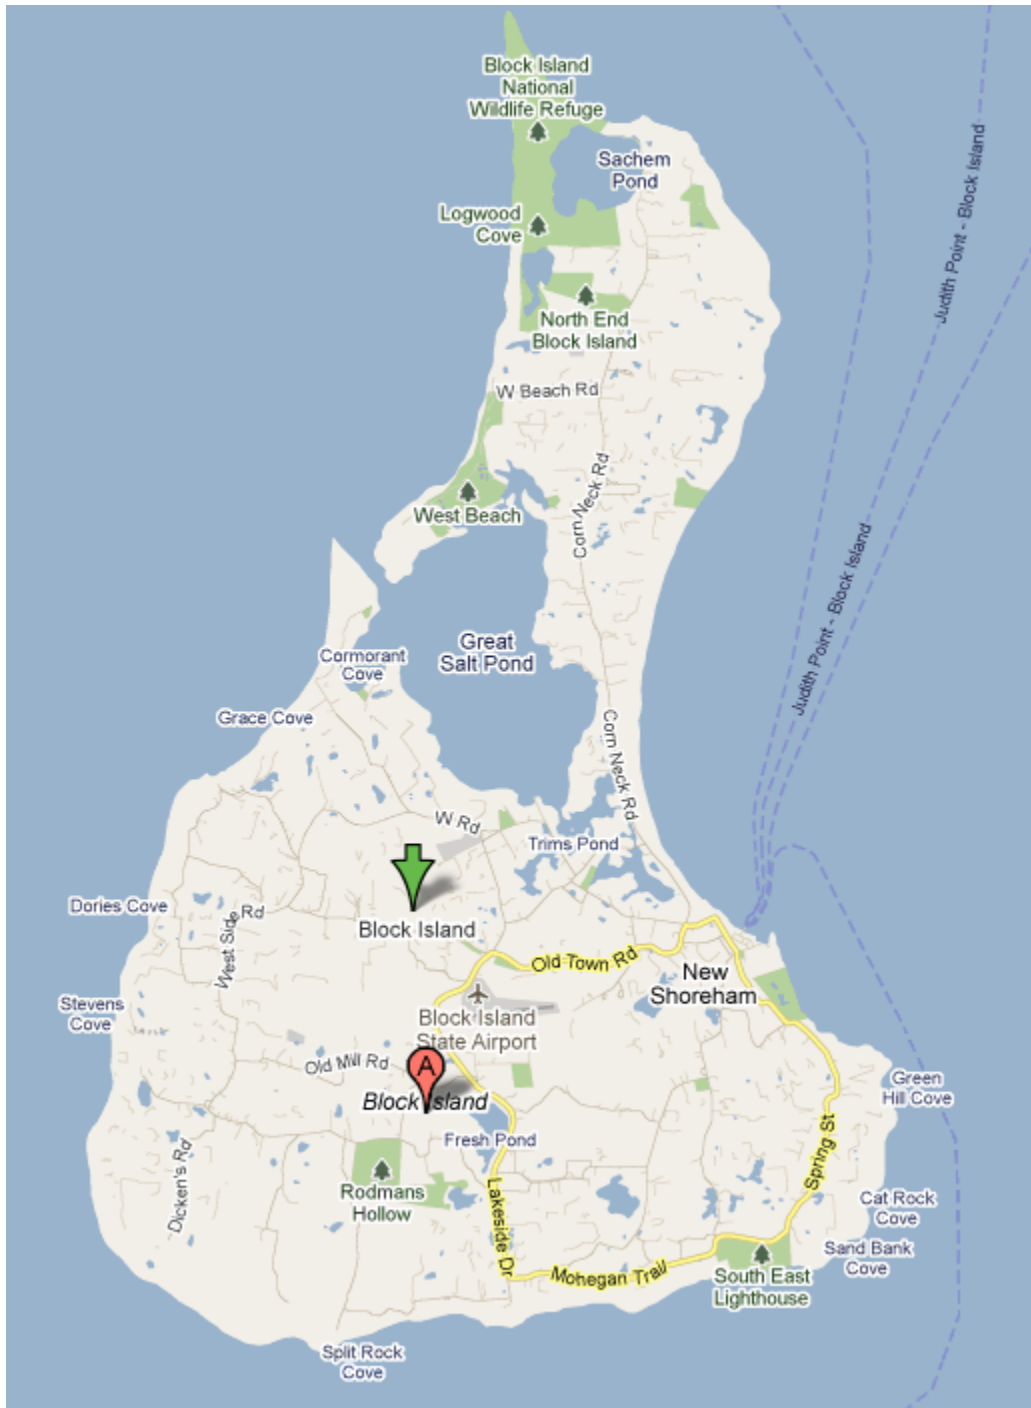 Block Island
National
Wildlife Refuge
Sachem
Pond
Judith Point - Block Island
Logwood
Cove
North End
Block Island
W Beach Rd
Corn Neck Rd
West Beach
Judith Point - Block Island
Great
Salt Pond
Cormorant
Cove
Grace Cove
Corn Neck Rd
W Rd
Trims Pond
Dories Cove
West Side Rd
Block Island
Old Town Rd
New
Shoreham
Stevens
Cove
Block Island
State Airport
Old Mill Rd
A
Block Island
Green
Hill Cove
Fresh Pond
Spring St
Dicken's Rd
Rodmans
Hollow
Lakeside Dr
Cat Rock
Cove
Sand Bank
Cove
Mohegan Trail
South East
Lighthouse
Split Rock
Cove